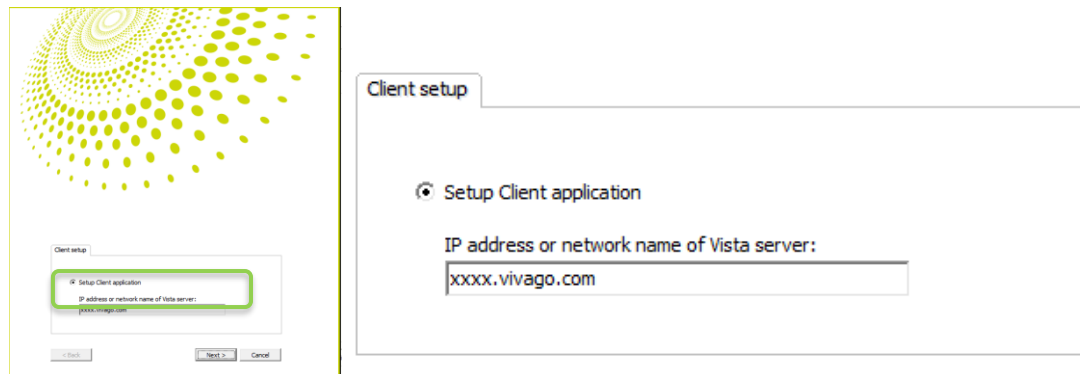 Client setup
Setup Client application
IP address or network name of Vista server:
xxxx.vivago.com
< Back
Next >
Cancel
Client setup
Setup Client application
IP address or network name of Vista server:
xxxx.vivago.com